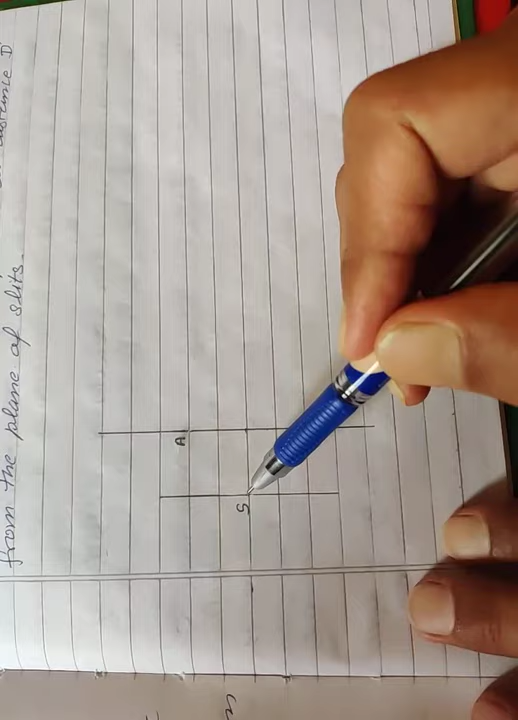 from the plane of slits.
A
S